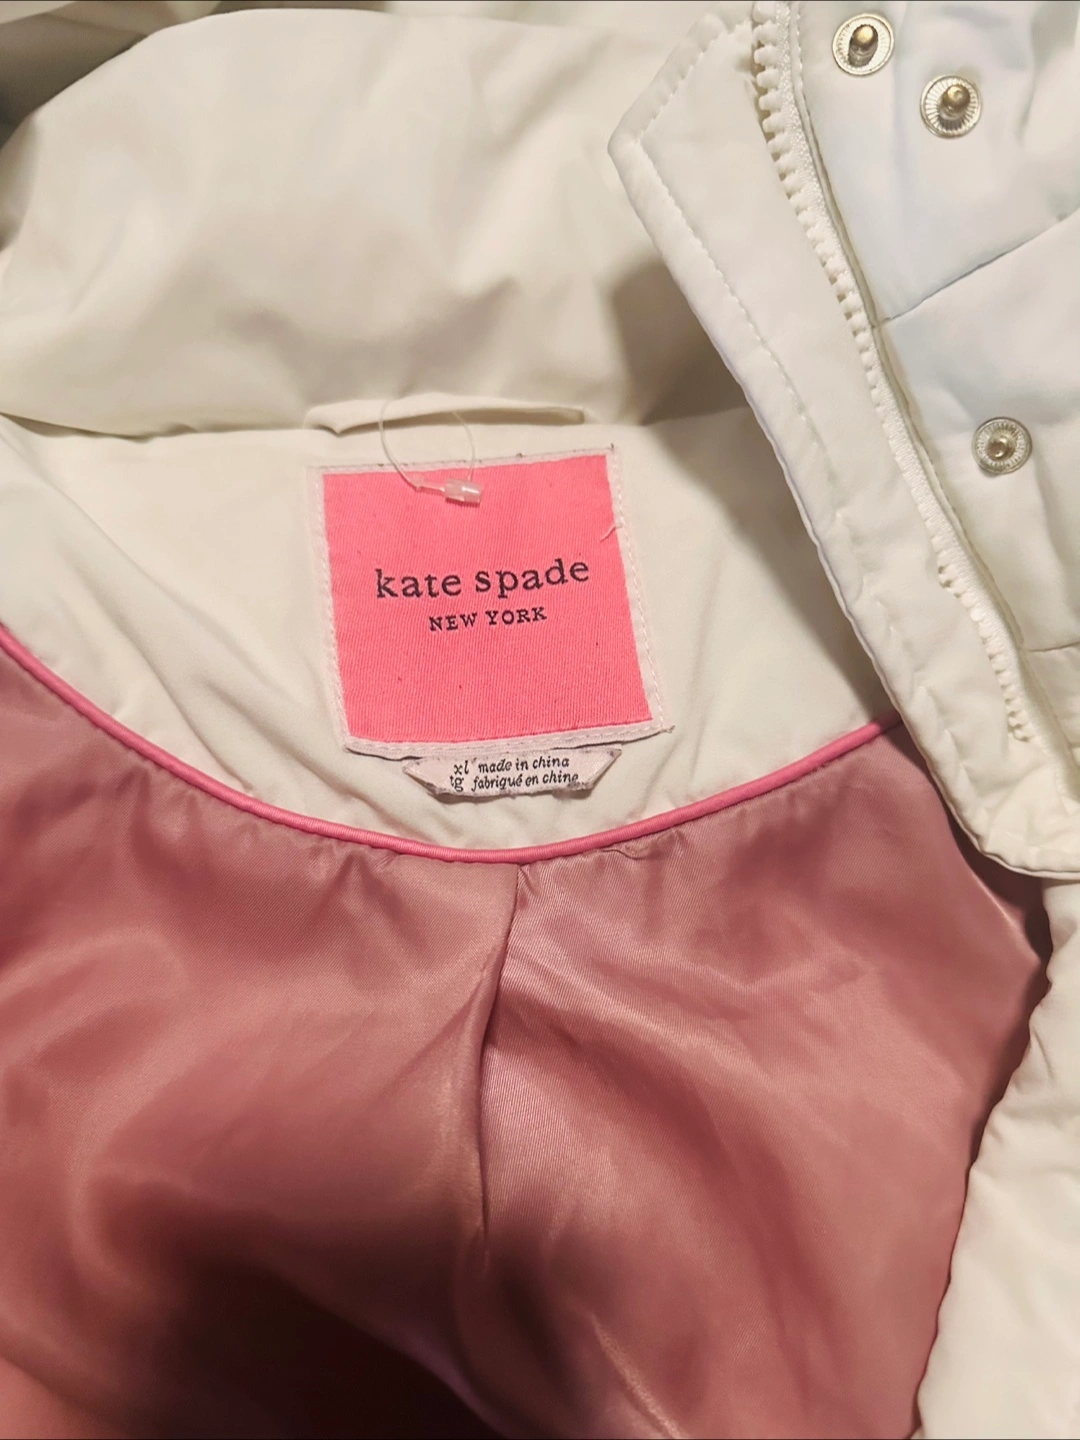 kate spade
NEW YORK
xl made in china
tg fabriqué en chine